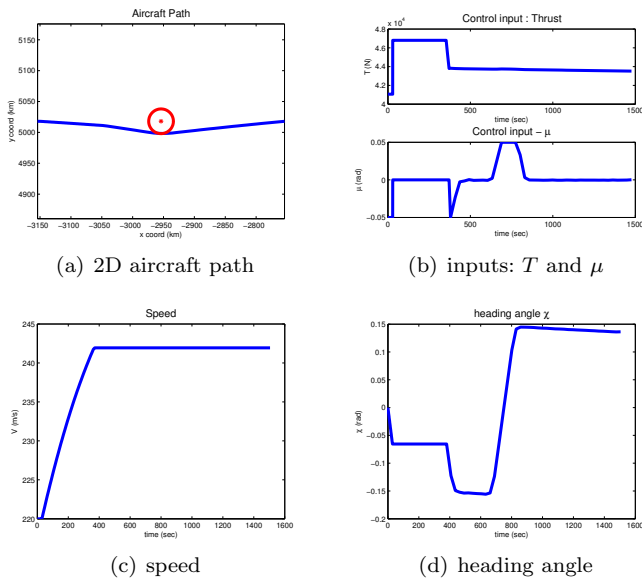 Aircraft Path
5150
5100
5050
5000
4950
4900
y coord (km)
−3150 −3100 −3050 −3000 −2950 −2900 −2850 −2800
x coord (km)
(a) 2D aircraft path
Control input : Thrust
x 10^4
4.8
4.6
4.4
4.2
4
T (N)
0 500 1000 1500
time (sec)
Control input − μ
0.05
0
−0.05
μ (rad)
0 500 1000 1500
time (sec)
(b) inputs: T and μ
Speed
245
240
235
230
225
220
V (m/s)
0 200 400 600 800 1000 1200 1400 1600
time (sec)
(c) speed
heading angle χ
0.15
0.1
0.05
0
−0.05
−0.1
−0.15
−0.2
χ (rad)
0 200 400 600 800 1000 1200 1400 1600
time (sec)
(d) heading angle